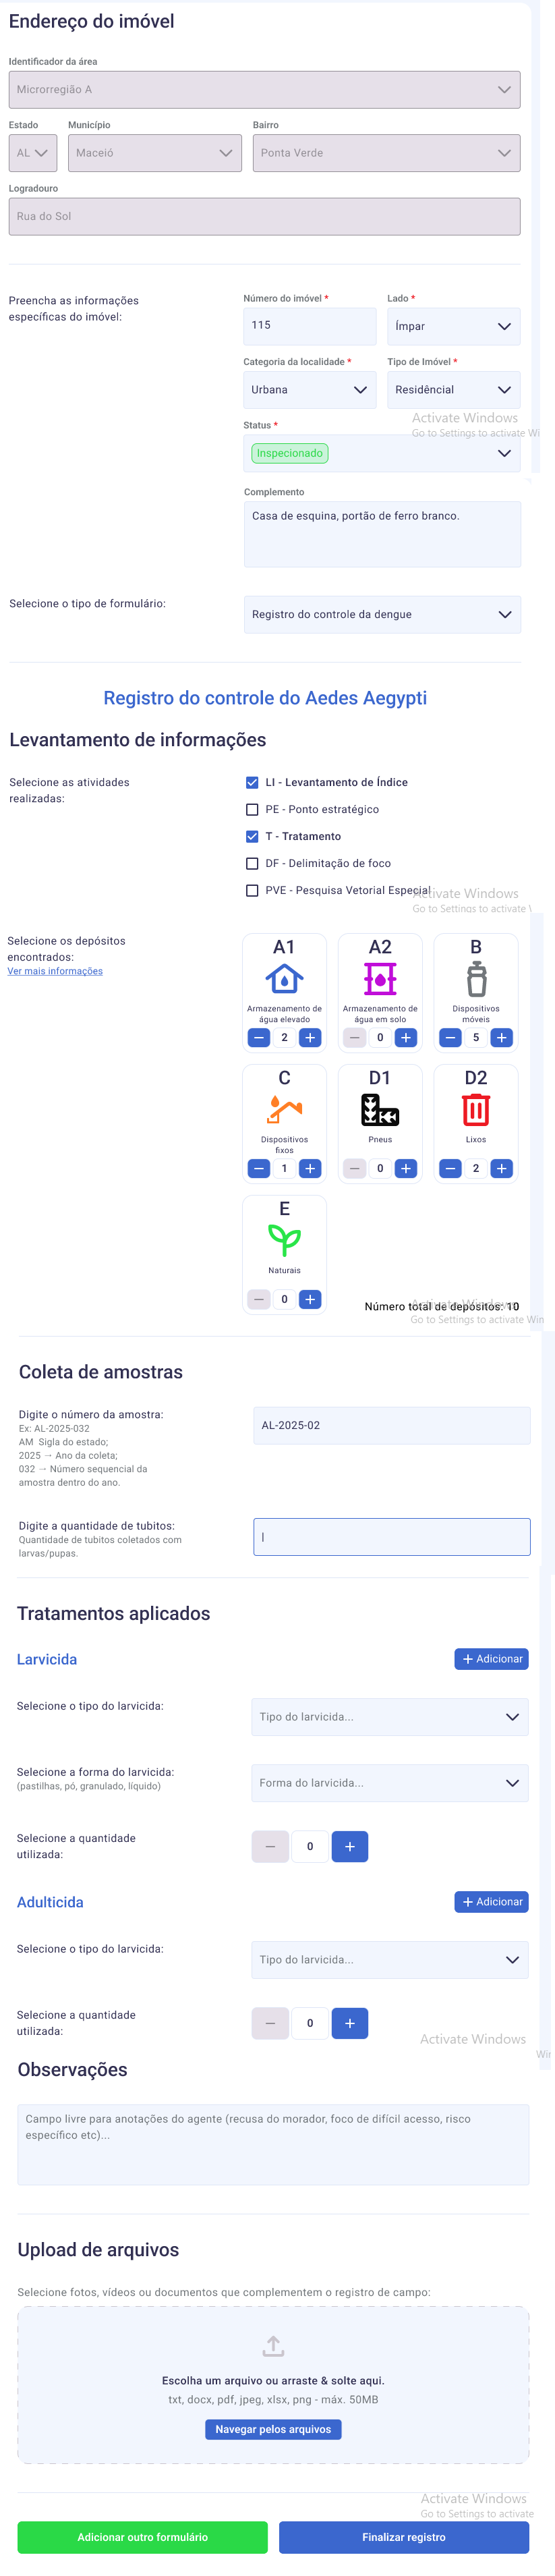 Endereço do imóvel
Identificador da área
Microrregião A
Estado Município Bairro
AL Maceió Ponta Verde
Logradouro
Rua do Sol
Preencha as informações
específicas do imóvel:
Número do imóvel * Lado *
115 Ímpar
Categoria da localidade * Tipo de Imóvel *
Urbana Residêncial
Activate Windows
Go to Settings to activate Wi
Status *
Inspecionado
Complemento
Casa de esquina, portão de ferro branco.
Selecione o tipo de formulário:
Registro do controle da dengue
Registro do controle do Aedes Aegypti
Levantamento de informações
Selecione as atividades
realizadas:
LI - Levantamento de Índice
PE - Ponto estratégico
T - Tratamento
DF - Delimitação de foco
PVE - Pesquisa Vetorial Especial
Activate Windows
Go to Settings to activate
Selecione os depósitos
encontrados:
Ver mais informações
A1
Armazenamento de
água elevado
2
A2
Armazenamento de
água em solo
0
B
Dispositivos
móveis
5
C
Dispositivos
fixos
1
D1
Pneus
0
D2
Lixos
2
E
Naturais
0
Número total de depósitos: 10
Activate Windows
Go to Settings to activate Win
Coleta de amostras
Digite o número da amostra:
Ex: AL-2025-032
AM Sigla do estado;
2025 → Ano da coleta;
032 → Número sequencial da
amostra dentro do ano.
AL-2025-02
Digite a quantidade de tubitos:
Quantidade de tubitos coletados com
larvas/pupas.
Tratamentos aplicados
Larvicida
+ Adicionar
Selecione o tipo do larvicida:
Tipo do larvicida...
Selecione a forma do larvicida:
(pastilhas, pó, granulado, líquido)
Forma do larvicida...
Selecione a quantidade
utilizada:
0
Adulticida
+ Adicionar
Selecione o tipo do larvicida:
Tipo do larvicida...
Selecione a quantidade
utilizada:
0
Activate Windows
Win
Observações
Campo livre para anotações do agente (recusa do morador, foco de difícil acesso, risco
específico etc)...
Upload de arquivos
Selecione fotos, vídeos ou documentos que complementem o registro de campo:
Escolha um arquivo ou arraste & solte aqui.
txt, docx, pdf, jpeg, xlsx, png - máx. 50MB
Navegar pelos arquivos
Activate Windows
Go to Settings to activate
Adicionar outro formulário
Finalizar registro